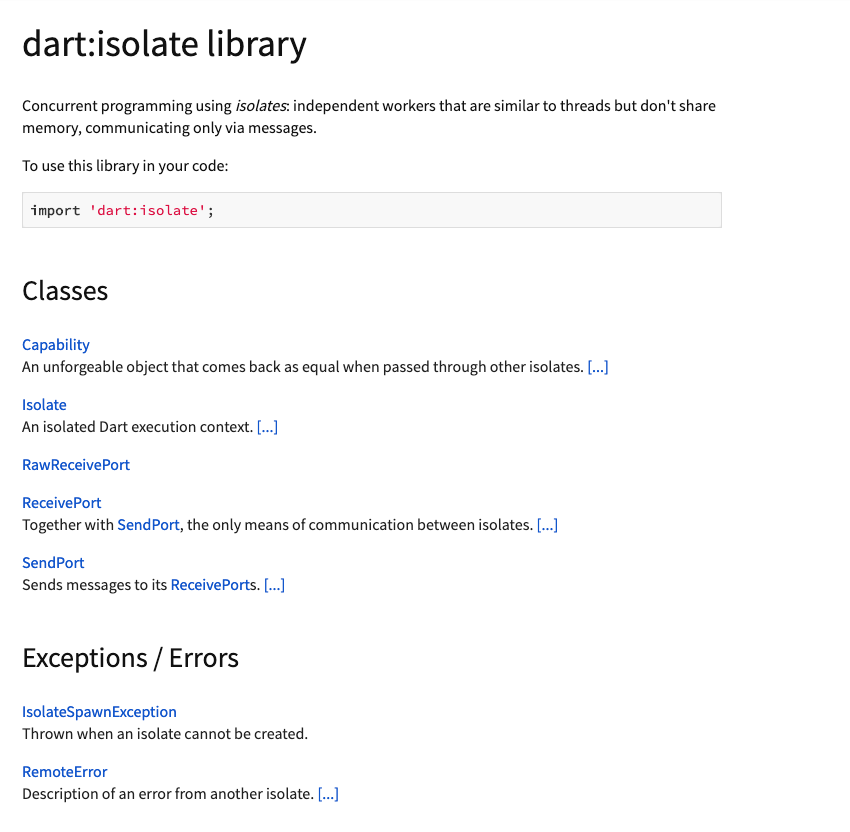 dart:isolate library
Concurrent programming using isolates: independent workers that are similar to threads but don't share
memory, communicating only via messages.
To use this library in your code:
import 'dart:isolate';
Classes
Capability
An unforgeable object that comes back as equal when passed through other isolates. [...]
Isolate
An isolated Dart execution context. [...]
RawReceivePort
ReceivePort
Together with SendPort, the only means of communication between isolates. [...]
SendPort
Sends messages to its ReceivePorts. [...]
Exceptions / Errors
IsolateSpawnException
Thrown when an isolate cannot be created.
RemoteError
Description of an error from another isolate. [...]